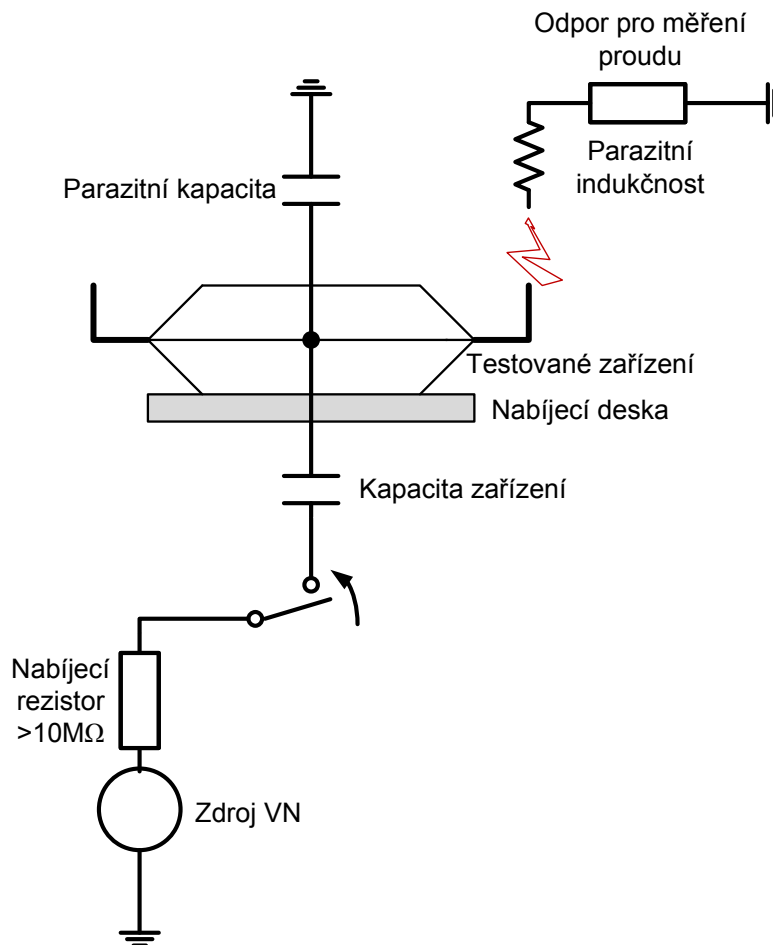 Odpor pro měření
proudu
Parazitní
indukčnost
Parazitní kapacita
Testované zařízení
Nabíjecí deska
Kapacita zařízení
Nabíjecí
rezistor
>10MΩ
Zdroj VN